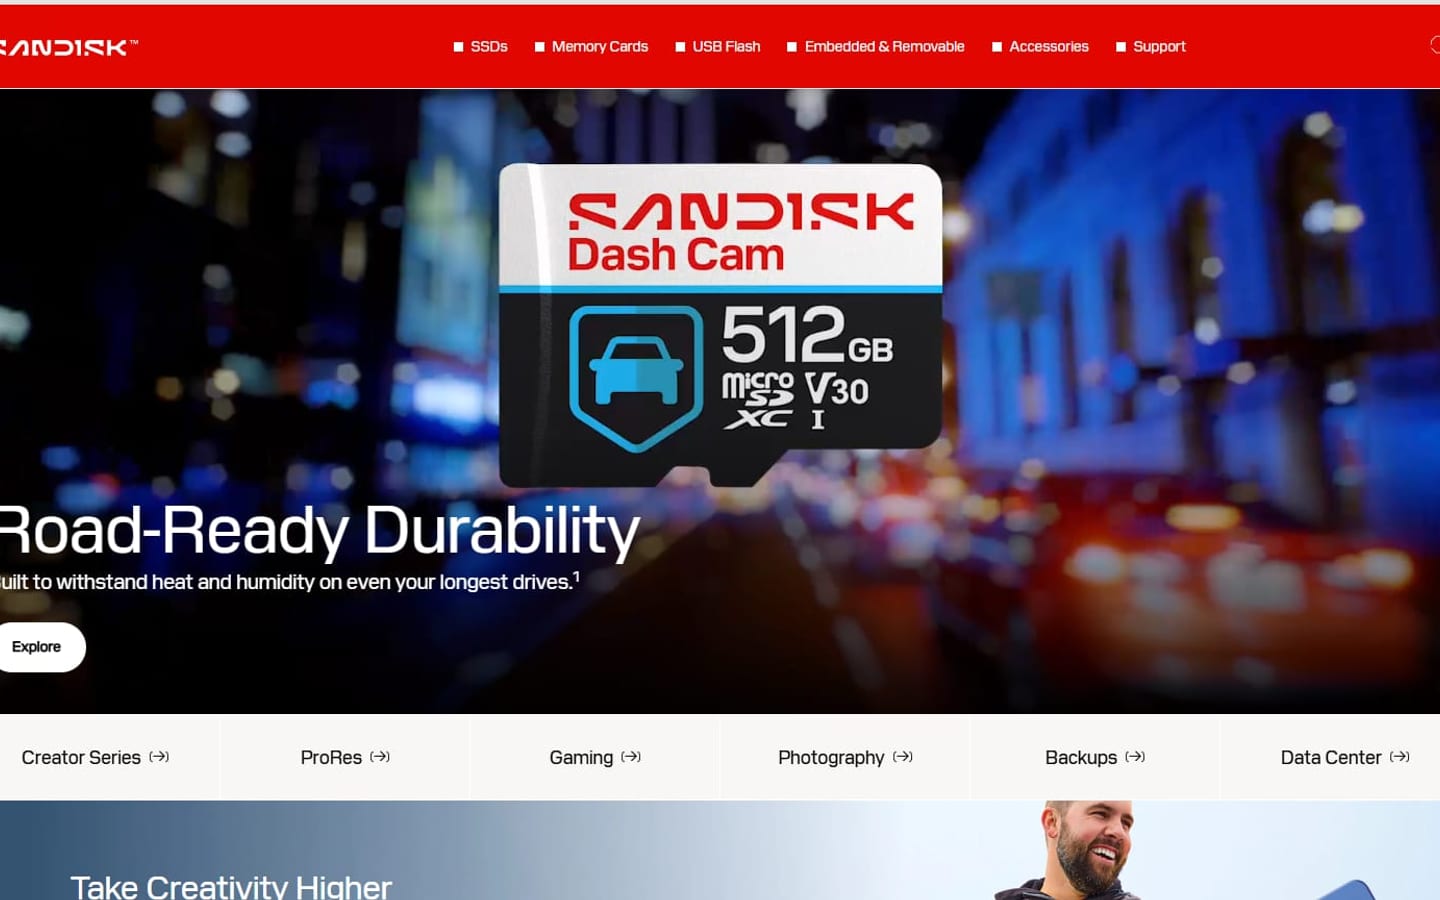 SANDISK™
SSDs
Memory Cards
USB Flash
Embedded & Removable
Accessories
Support
SANDISK
Dash Cam
512GB
micro SD XC
V30
I
Road-Ready Durability
Built to withstand heat and humidity on even your longest drives.¹
Explore
Creator Series
ProRes
Gaming
Photography
Backups
Data Center
Take Creativity Higher